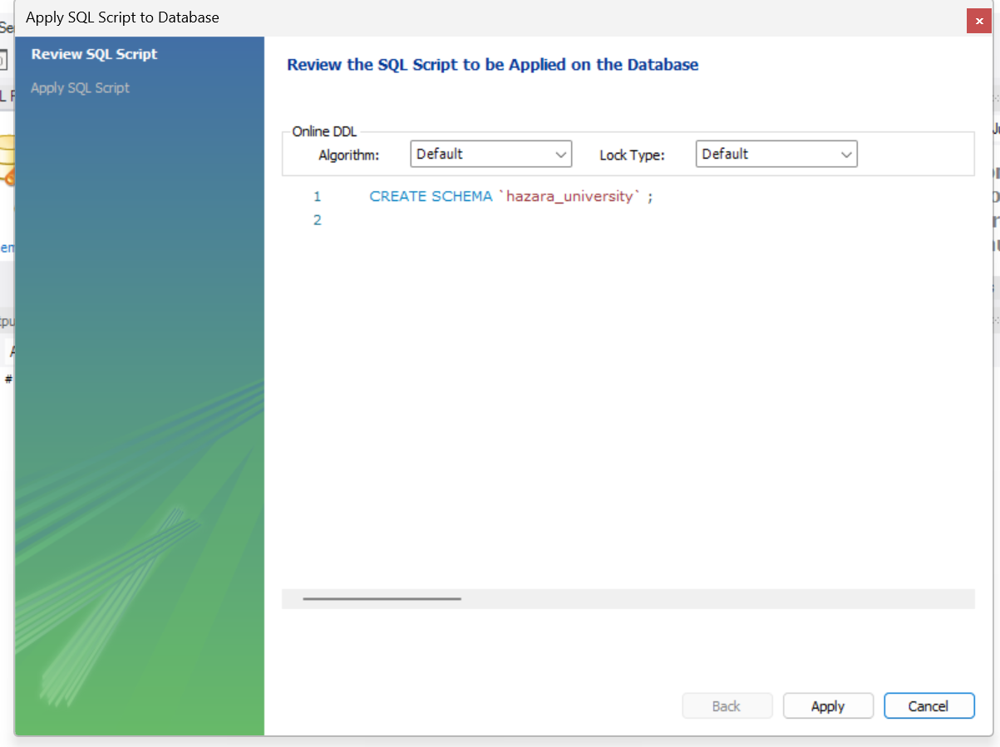 Apply SQL Script to Database
Review SQL Script
Apply SQL Script
Review the SQL Script to be Applied on the Database
Online DDL
Algorithm: Default Lock Type: Default
1 CREATE SCHEMA `hazara_university` ;
2
#
Back Apply Cancel